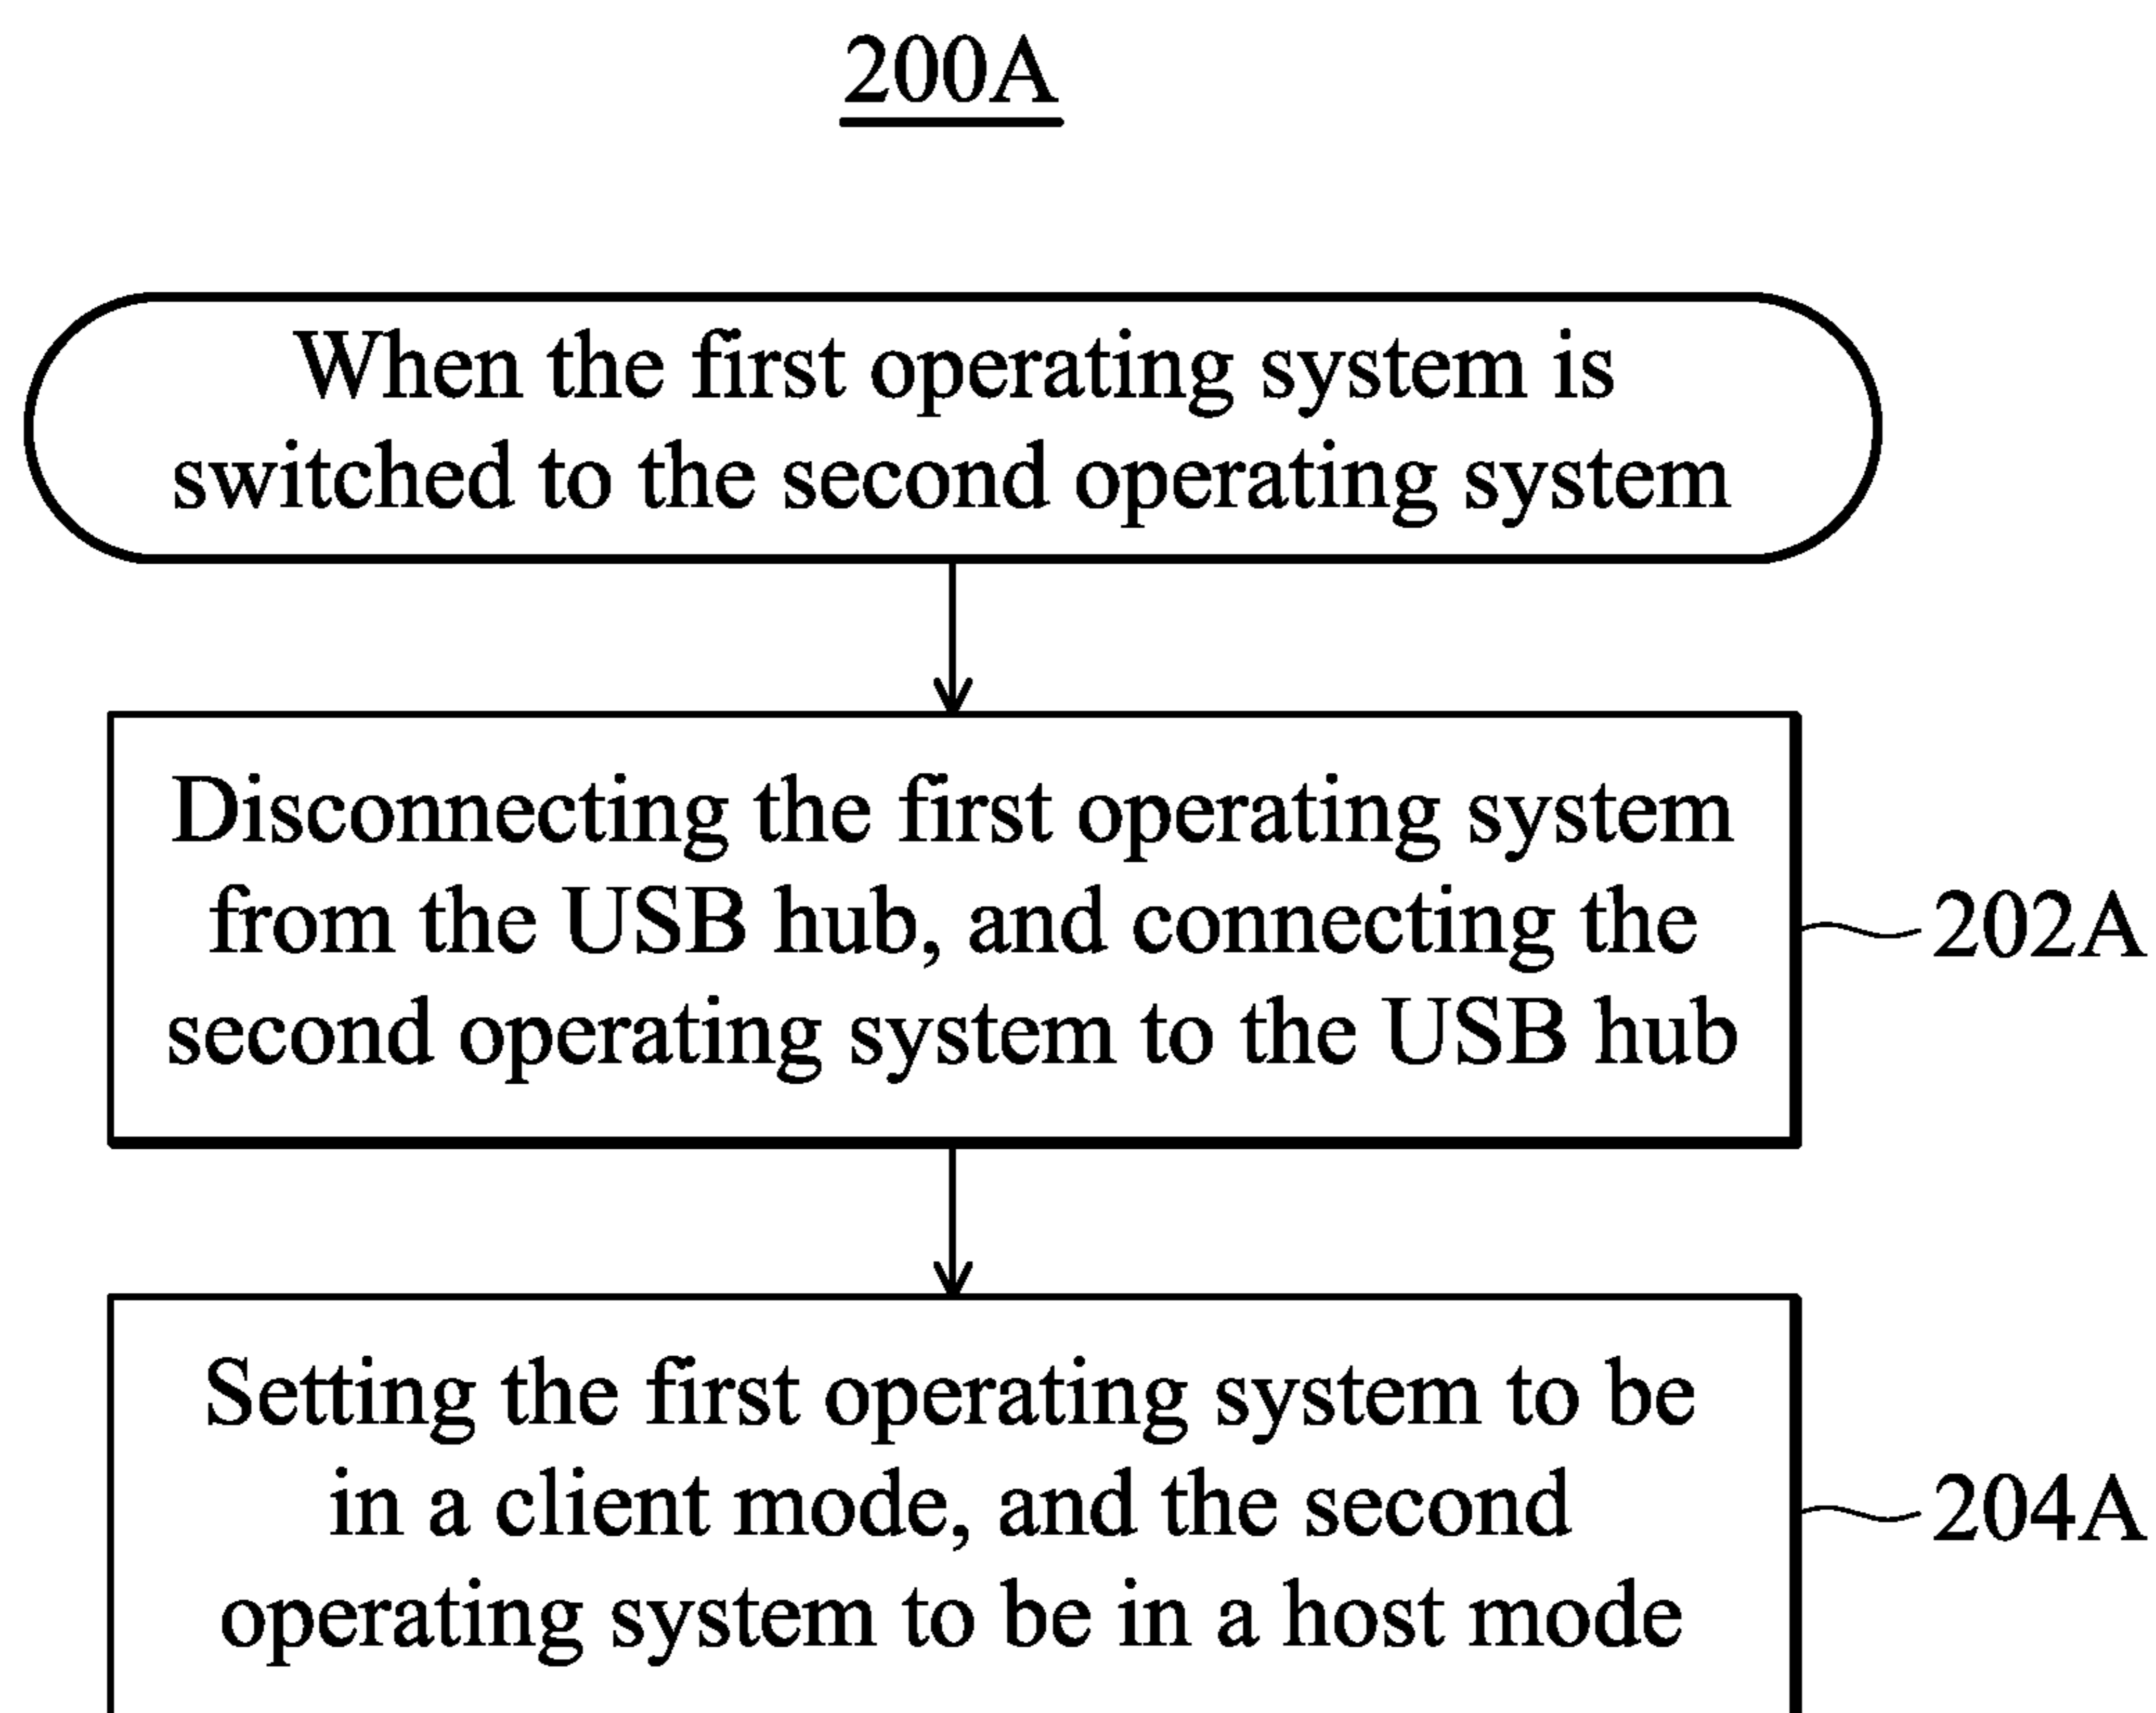 200A
When the first operating system is
switched to the second operating system
Disconnecting the first operating system
from the USB hub, and connecting the
second operating system to the USB hub
202A
Setting the first operating system to be
in a client mode, and the second
operating system to be in a host mode
204A